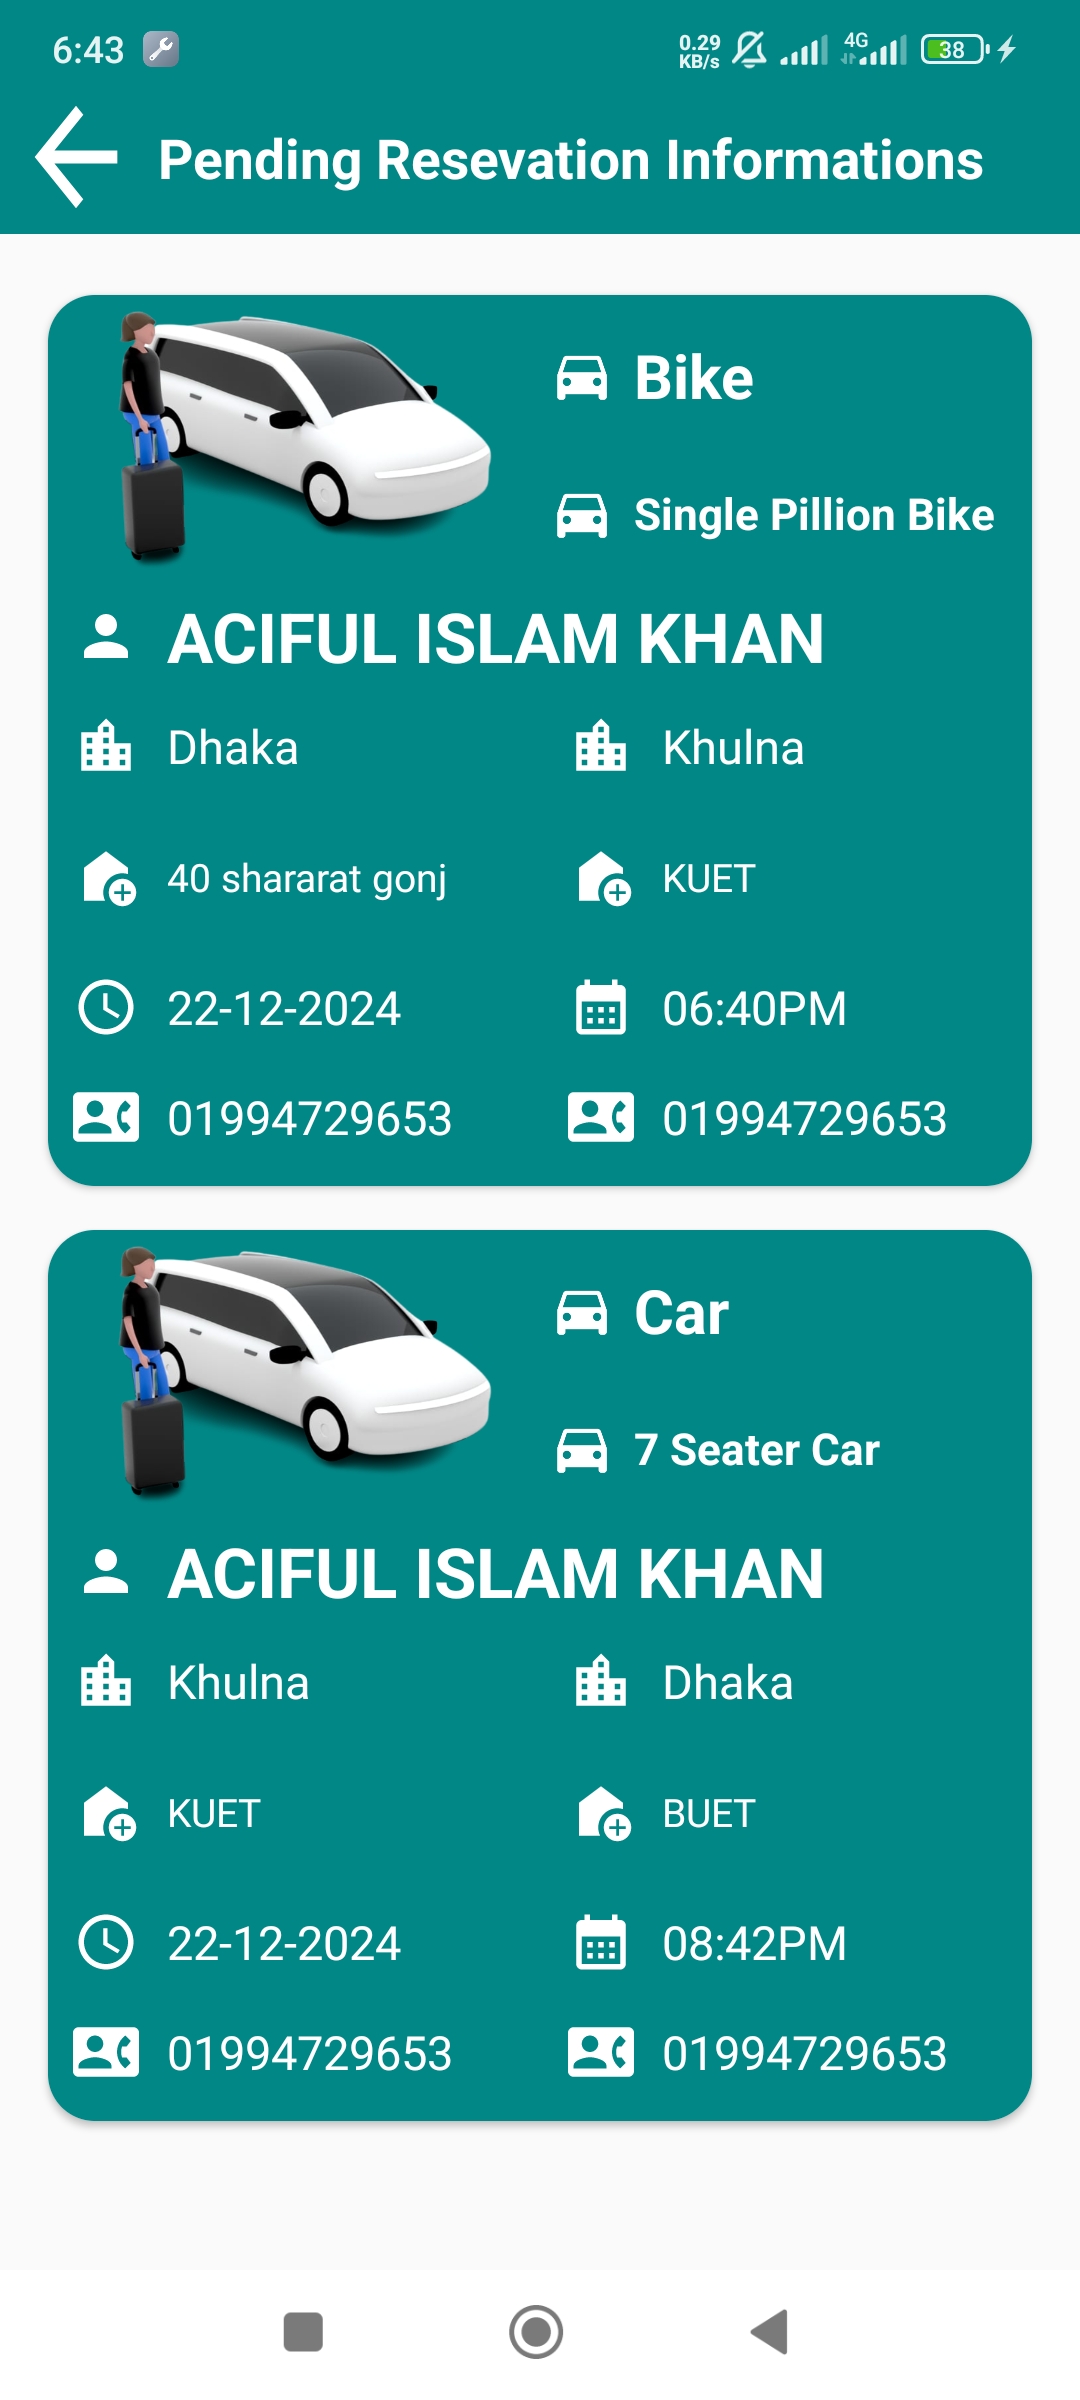 6:43
0.29
KB/s
4G
38
Pending Resevation Informations
Bike
Single Pillion Bike
ACIFUL ISLAM KHAN
Dhaka Khulna
40 shararat gonj KUET
22-12-2024 06:40PM
01994729653 01994729653
Car
7 Seater Car
ACIFUL ISLAM KHAN
Khulna Dhaka
KUET BUET
22-12-2024 08:42PM
01994729653 01994729653